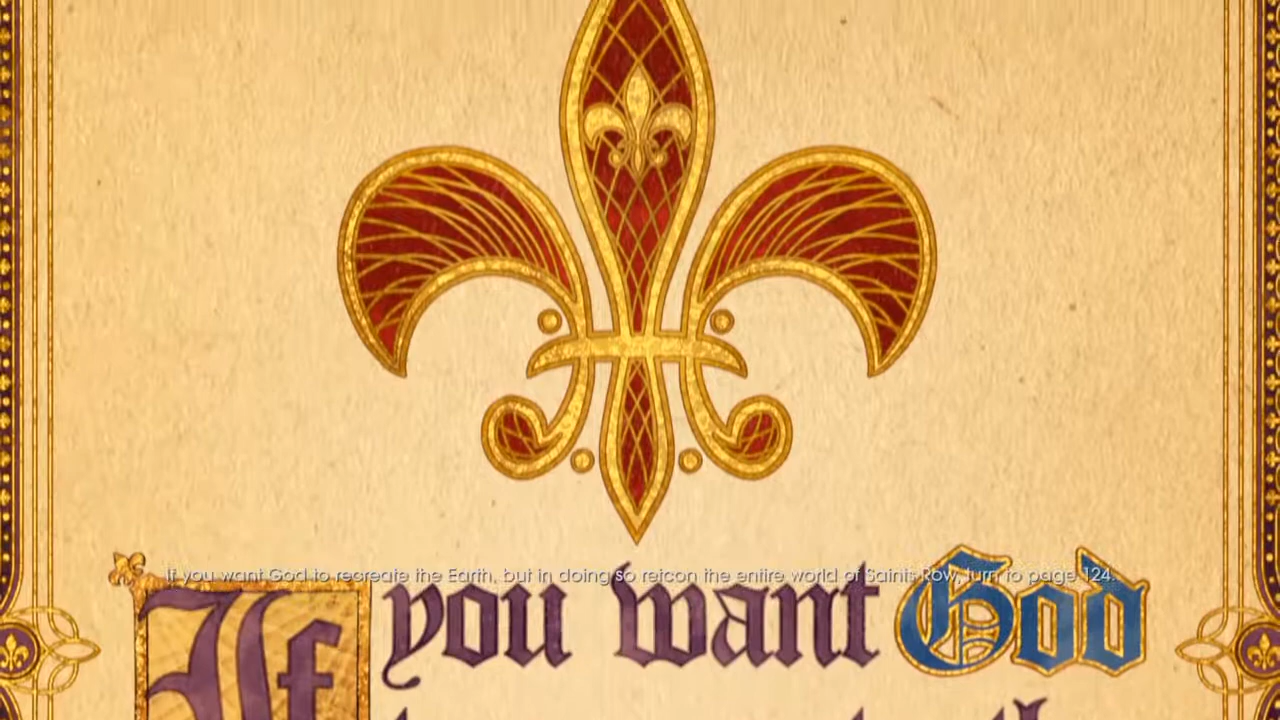 If you want God to recreate the Earth, but in doing so retcon the entire world of Saints Row, turn to page 124.
If you want God